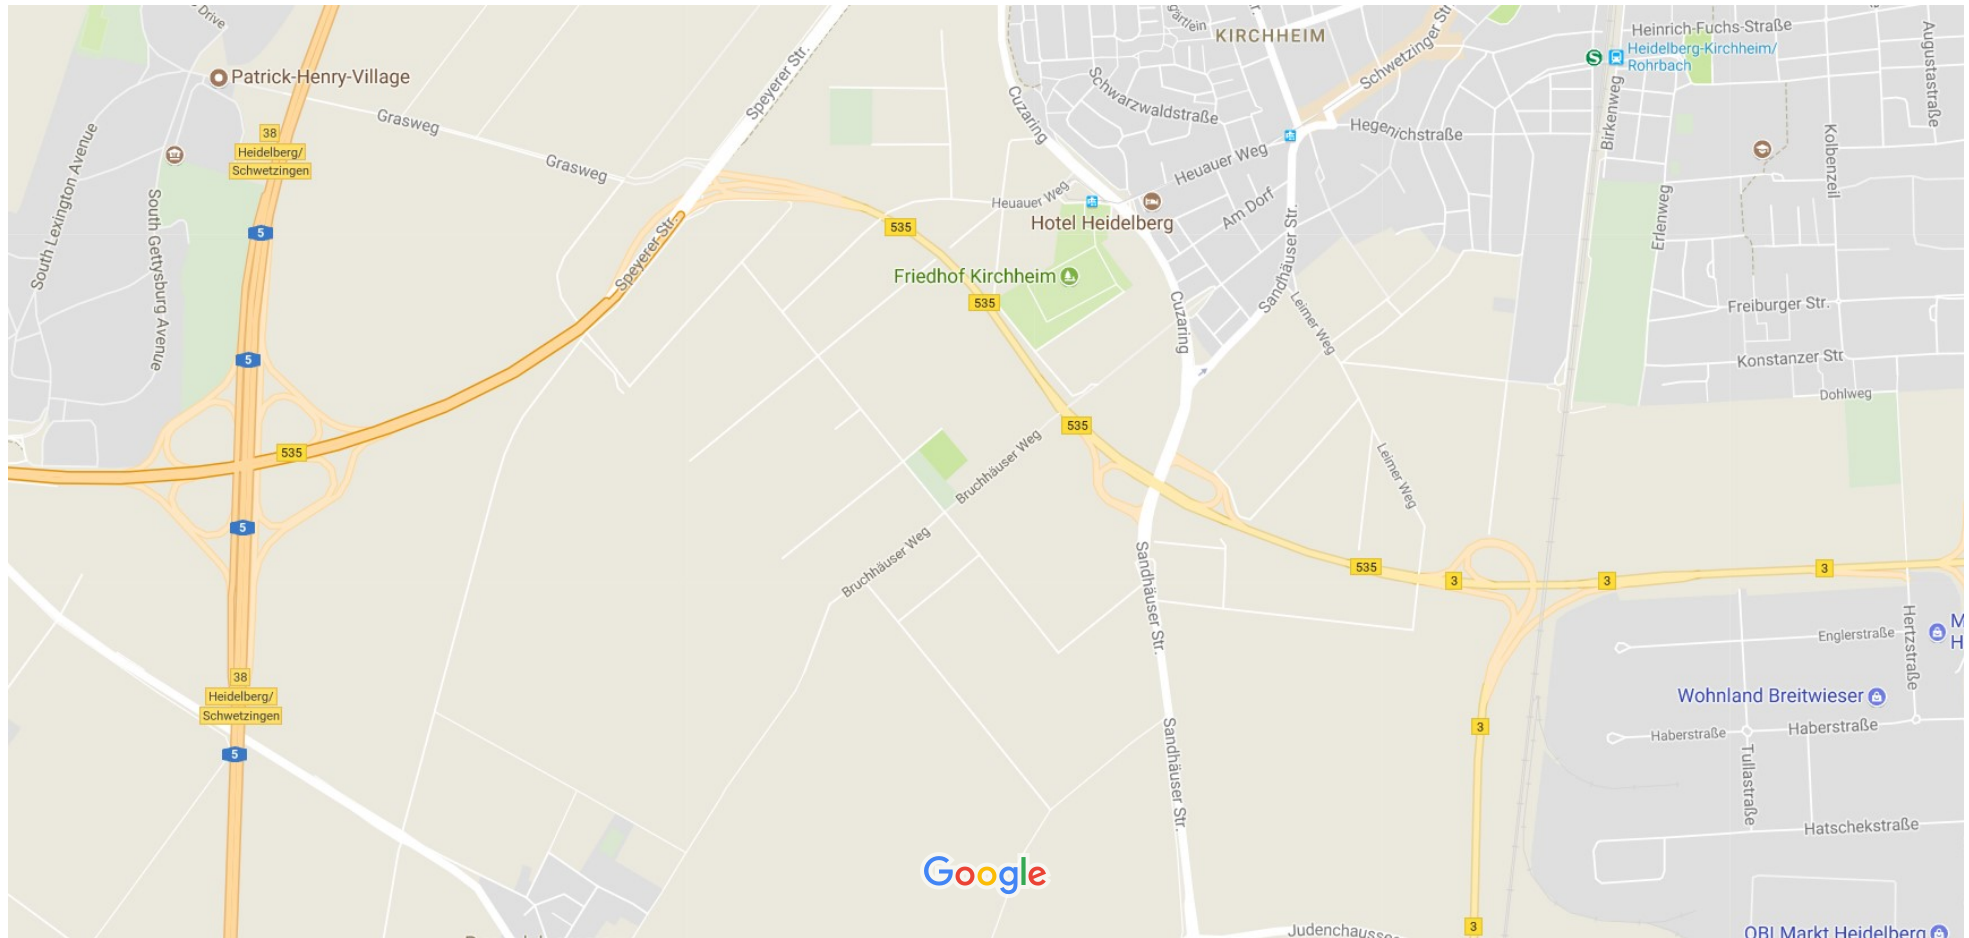 Drive
gärtlein
KIRCHHEIM
Schwetzinger Str.
Heinrich-Fuchs-Straße
Heidelberg-Kirchheim/
Rohrbach
Augustastraße
Patrick-Henry-Village
Speyerer Str.
Cuzaring
Schwarzwaldstraße
Grasweg
Hegenichstraße
Birkenweg
Kolbenzeil
38
Heidelberg/
Schwetzingen
Grasweg
Heuauer Weg
Heuauer Weg
Am Dorf
Erlenweg
South Lexington Avenue
South Gettysburg Avenue
5
Speyerer Str.
535
Hotel Heidelberg
Sandhäuser Str.
Friedhof Kirchheim
535
Cuzaring
Leimer Weg
Freiburger Str.
5
Konstanzer Str
Dohlweg
535
535
Bruchhäuser Weg
Leimer Weg
5
Bruchhäuser Weg
Sandhäuser Str.
535
3
3
3
Hertzstraße
Englerstraße
M
H
38
Heidelberg/
Schwetzingen
5
Wohnland Breitwieser
3
Haberstraße
Haberstraße
Sandhäuser Str.
Tullastraße
Hatschekstraße
Google
3
Judenchaussee
OBI Markt Heidelberg